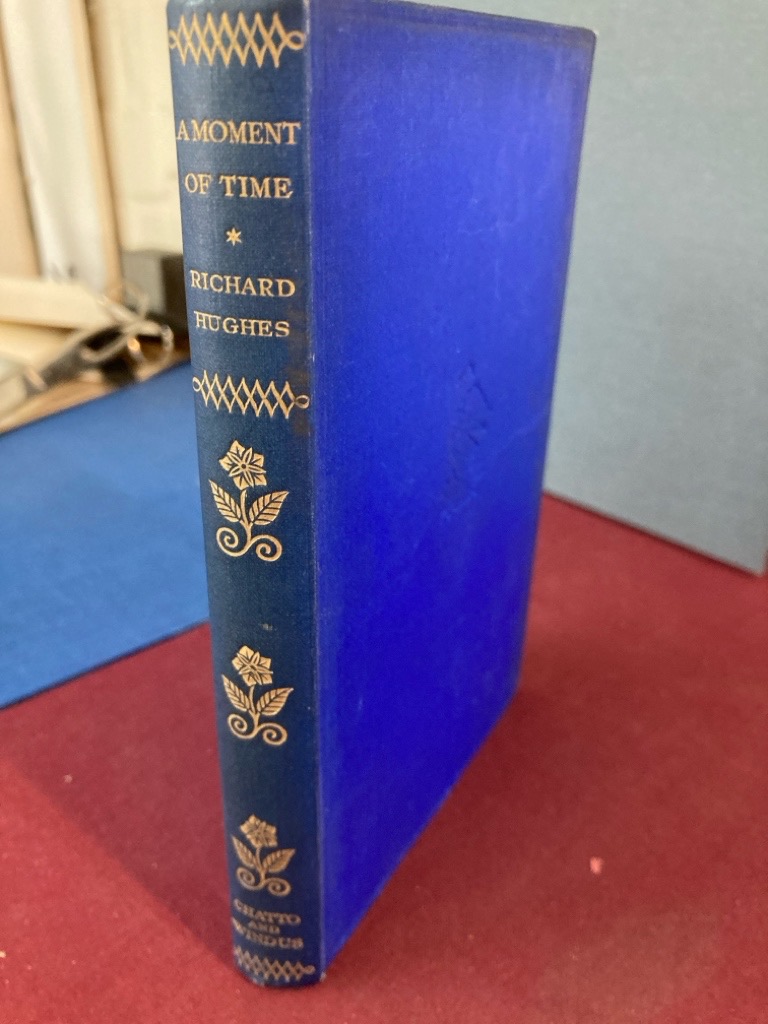 A MOMENT
OF TIME
*
RICHARD
HUGHES
CHATTO
AND
WINDUS